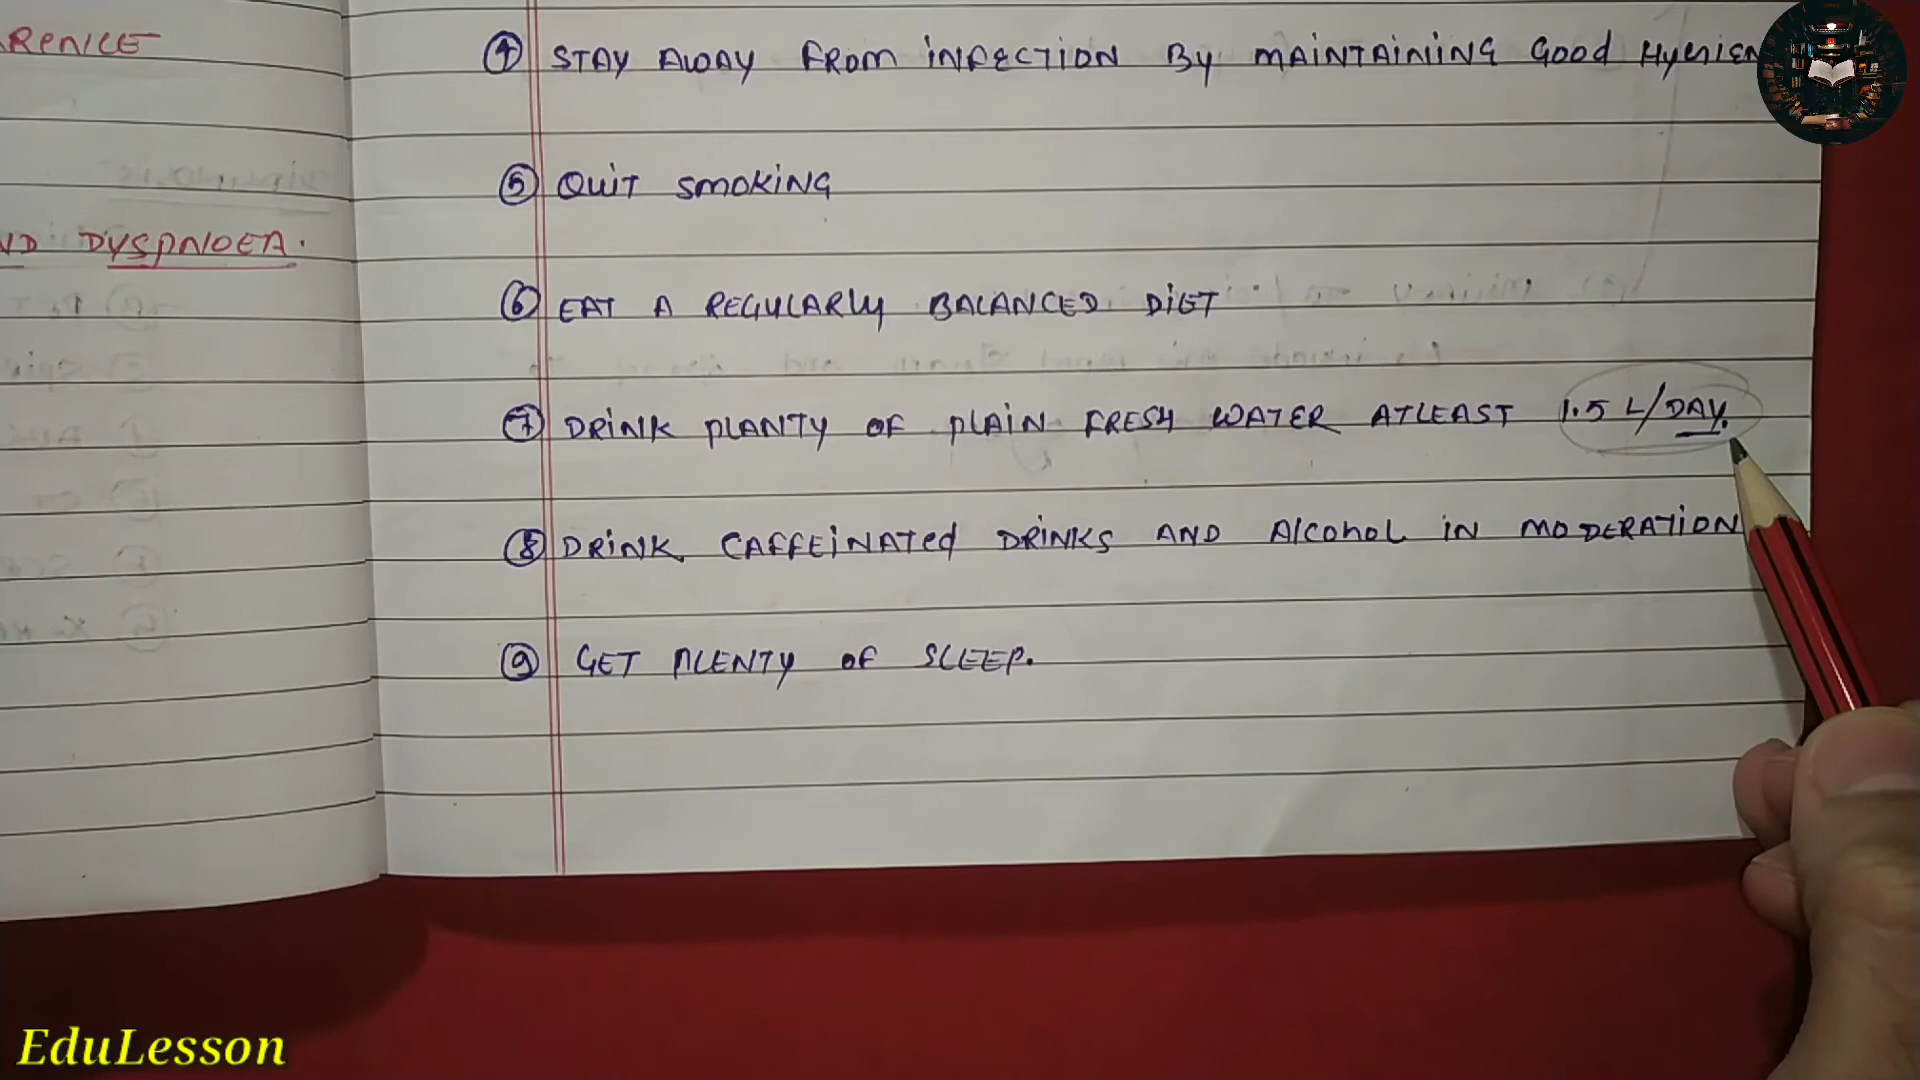 ④ STAY AWAY FROM INFECTION BY MAINTAINING Good Hygien
⑤ QUIT SMOKING
DYSPNOEA.
⑥ EAT A REGULARLY BALANCED DIET
⑦ DRINK PLANTY OF PLAIN FRESH WATER ATLEAST 1.5 L/DAY.
⑧ DRINK CAFFEINATED DRINKS AND Alcohol IN MODERATION
⑨ GET PLENTY OF SLEEP.
EduLesson